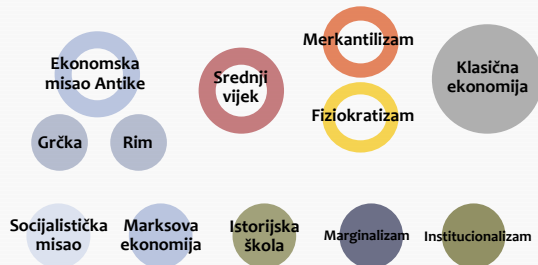 Ekonomska
misao Antike
Grčka
Rim
Srednji
vijek
Merkantilizam
Fiziokratizam
Klasična
ekonomija
Socijalistička
misao
Marksova
ekonomija
Istorijska
škola
Marginalizam
Institucionalizam